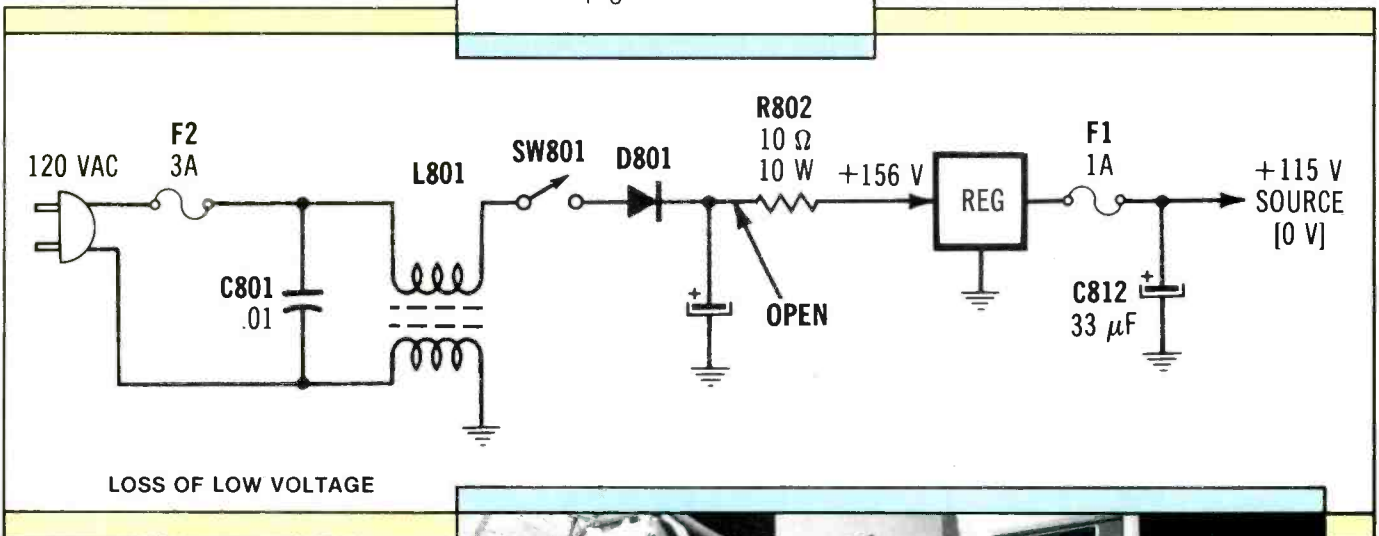 120 VAC
F2
3A
C801
.01
L801
SW801
D801
R802
10 Ω
10 W
+156 V
OPEN
REG
F1
1A
+115 V
SOURCE
[0 V]
+
+
C812
33 μF
LOSS OF LOW VOLTAGE